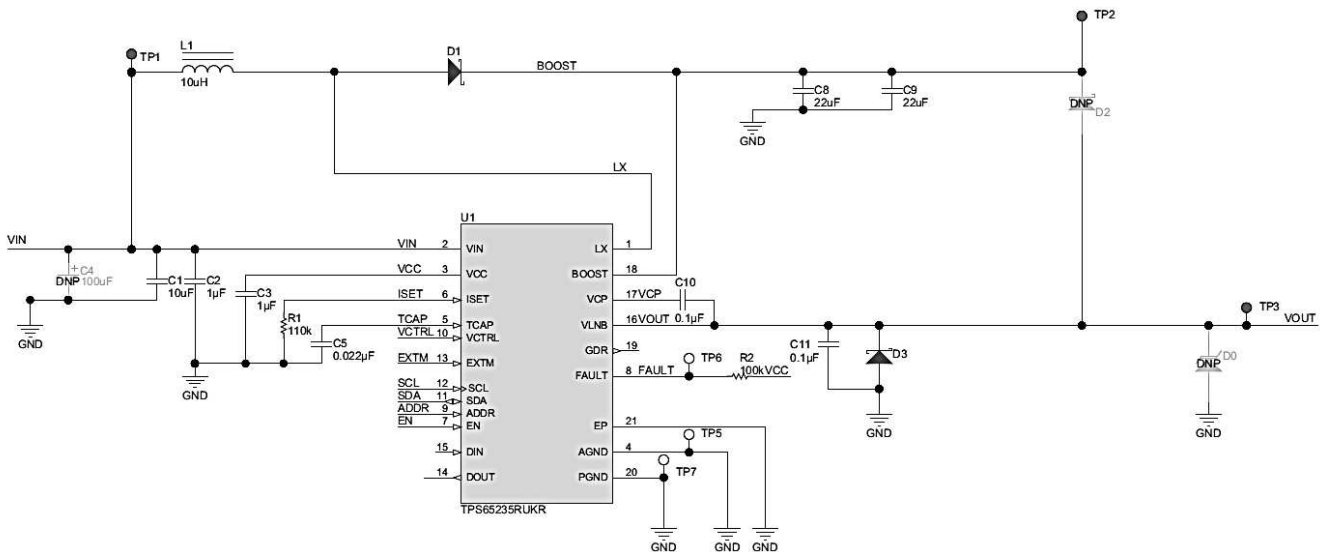 TP2
TP1
L1
10uH
D1
BOOST
C8
22uF
C9
22uF
DNP
D2
GND
LX
U1
VIN
C4
DNP
100uF
C1
10uF
C2
1µF
VIN 2 VIN
VCC 3 VCC
C3
1µF
ISET 6 ISET
R1
110k
TCAP 5 TCAP
VCTRL 10 VCTRL
C5
0.022µF
EXTM 13 EXTM
SCL 12 SCL
SDA 11 SDA
ADDR 9 ADDR
EN 7 EN
15 DIN
14 DOUT
GND
GND
LX 1
BOOST 18
VCP 17 VCP
C10
0.1µF
VLNB 16 VOUT
GDR 19
FAULT 8 FAULT
TP6
R2
100k VCC
EP 21
AGND 4
TP5
PGND 20
TP7
TPS65235RUKR
GND
GND
GND
C11
0.1µF
D3
GND
TP3
VOUT
D0
DNP
GND